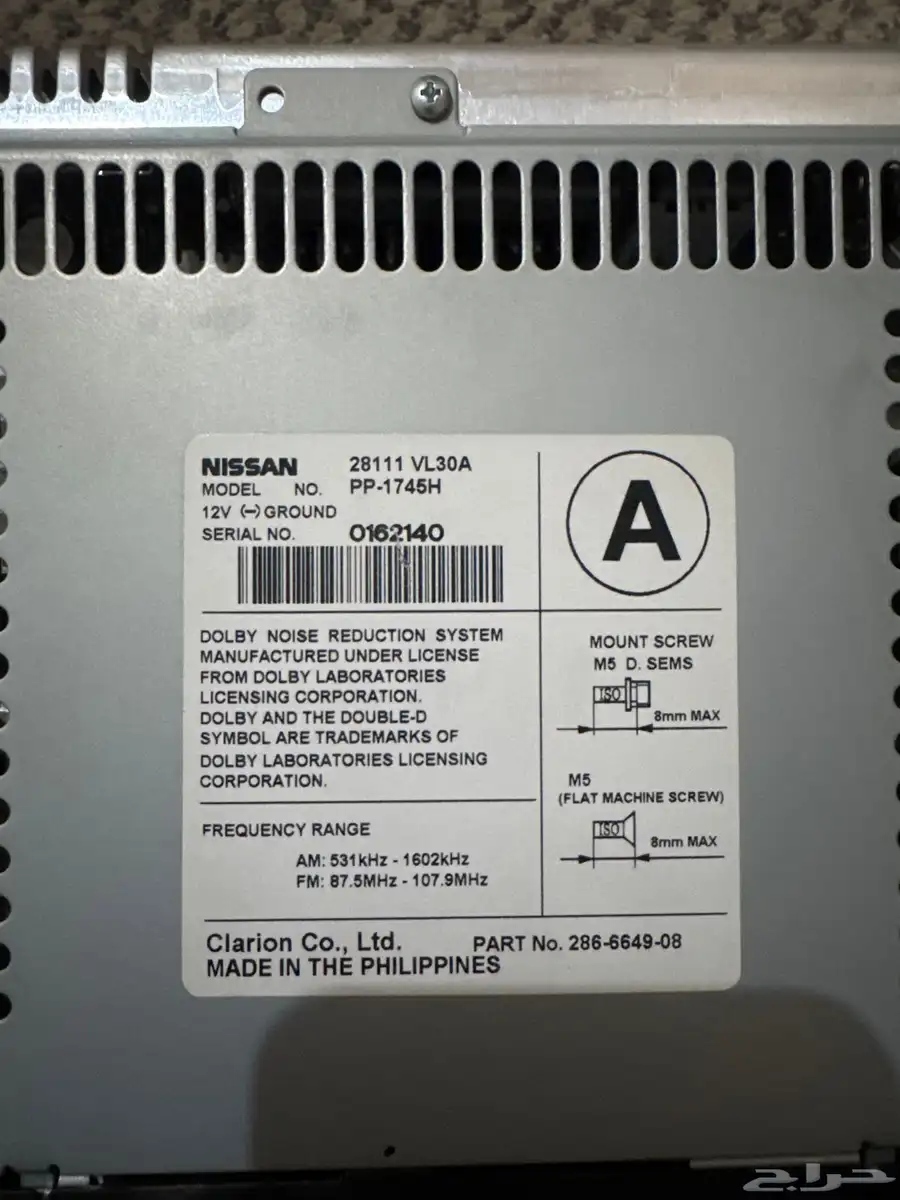 NISSAN 28111 VL30A
MODEL NO. PP-1745H
12V (−) GROUND
SERIAL NO. 0162140
A
DOLBY NOISE REDUCTION SYSTEM
MANUFACTURED UNDER LICENSE
FROM DOLBY LABORATORIES
LICENSING CORPORATION.
DOLBY AND THE DOUBLE-D
SYMBOL ARE TRADEMARKS OF
DOLBY LABORATORIES LICENSING
CORPORATION.
MOUNT SCREW
M5 D. SEMS
ISO
8mm MAX
M5
(FLAT MACHINE SCREW)
ISO
8mm MAX
FREQUENCY RANGE
AM: 531kHz - 1602kHz
FM: 87.5MHz - 107.9MHz
Clarion Co., Ltd. PART No. 286-6649-08
MADE IN THE PHILIPPINES
حراج